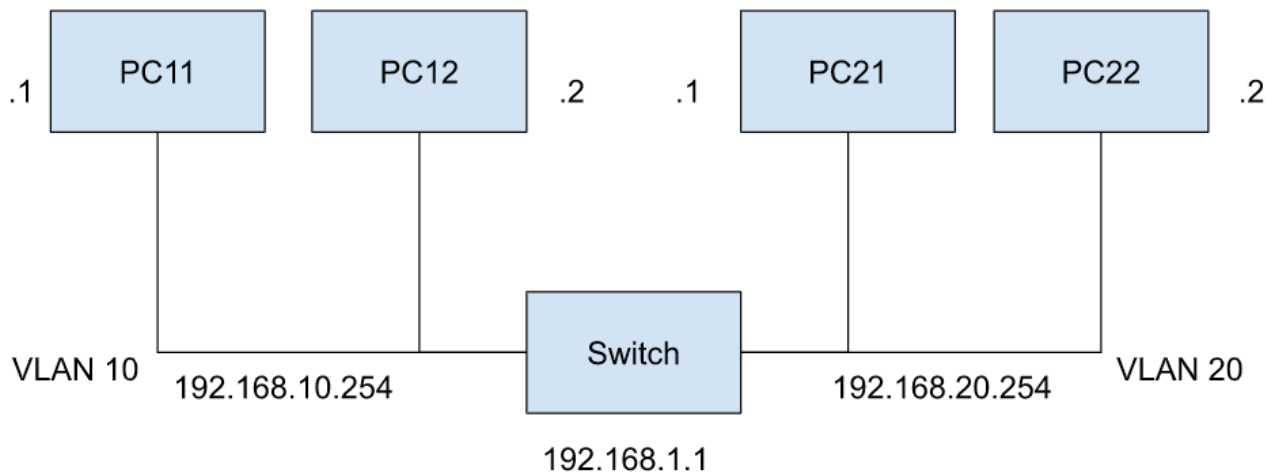 PC11
PC12
PC21
PC22
.1
.2
.1
.2
Switch
VLAN 10
192.168.10.254
192.168.20.254
VLAN 20
192.168.1.1